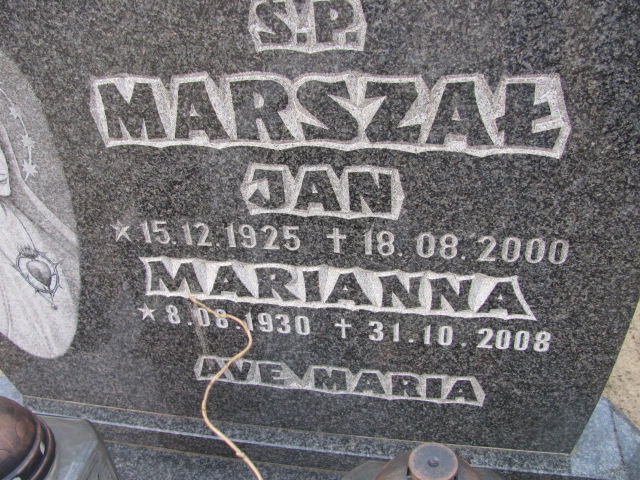 Ś.P.
MARSZAŁ
JAN
★15.12.1925 ✝ 18.08.2000
MARIANNA
★ 8.08.1930 ✝ 31.10.2008
AVE MARIA